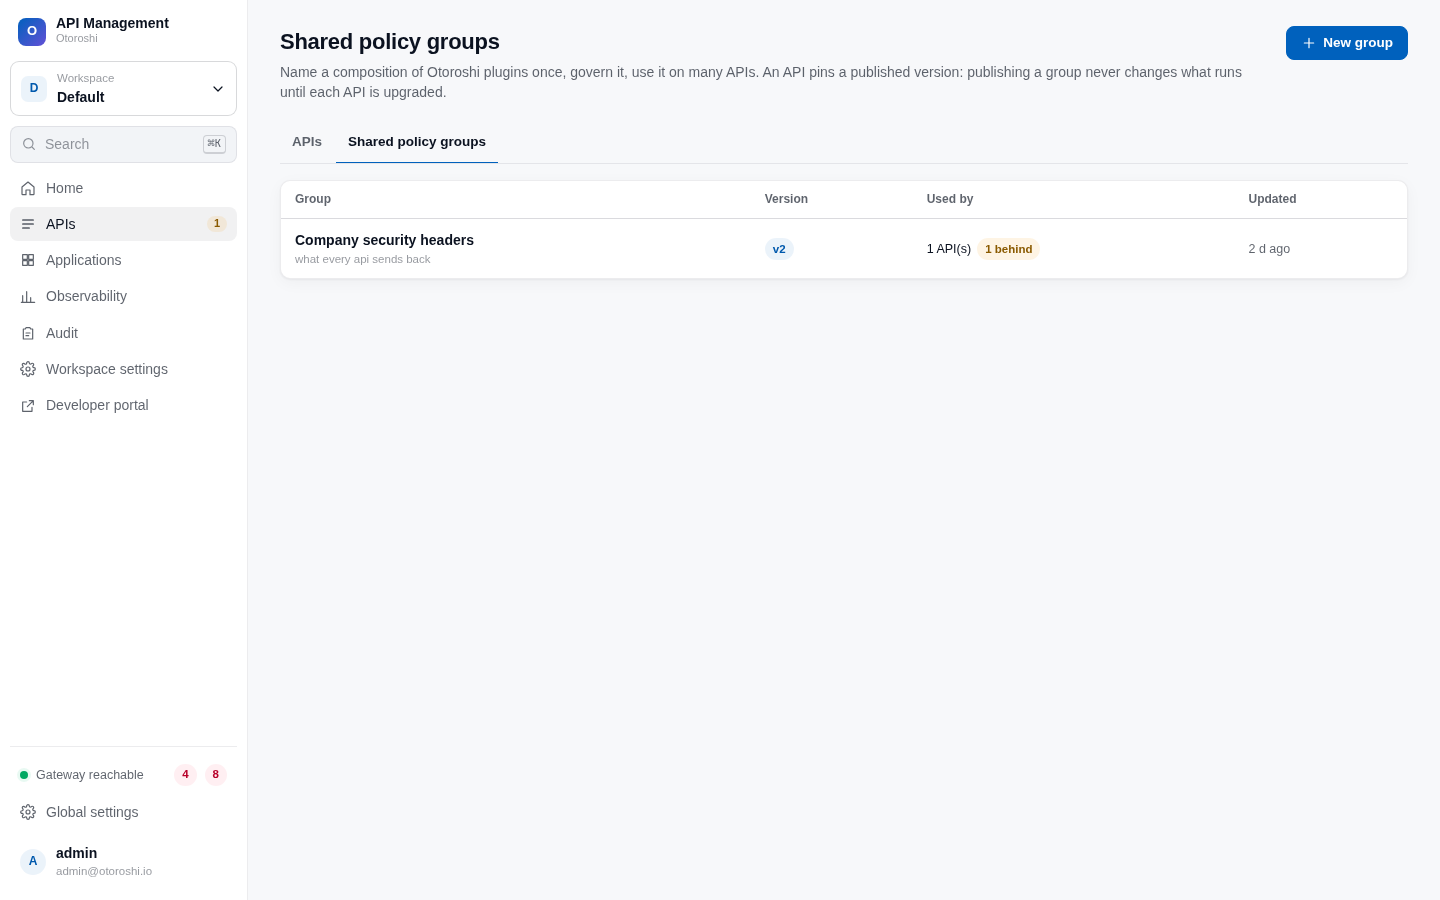 O
API Management
Otoroshi
D
Workspace
Default
Search
⌘K
Home
APIs
1
Applications
Observability
Audit
Workspace settings
Developer portal
Gateway reachable
4
8
Global settings
A
admin
admin@otoroshi.io
Shared policy groups
New group
Name a composition of Otoroshi plugins once, govern it, use it on many APIs. An API pins a published version: publishing a group never changes what runs
until each API is upgraded.
APIs
Shared policy groups
Group
Version
Used by
Updated
Company security headers
what every api sends back
v2
1 API(s)
1 behind
2 d ago